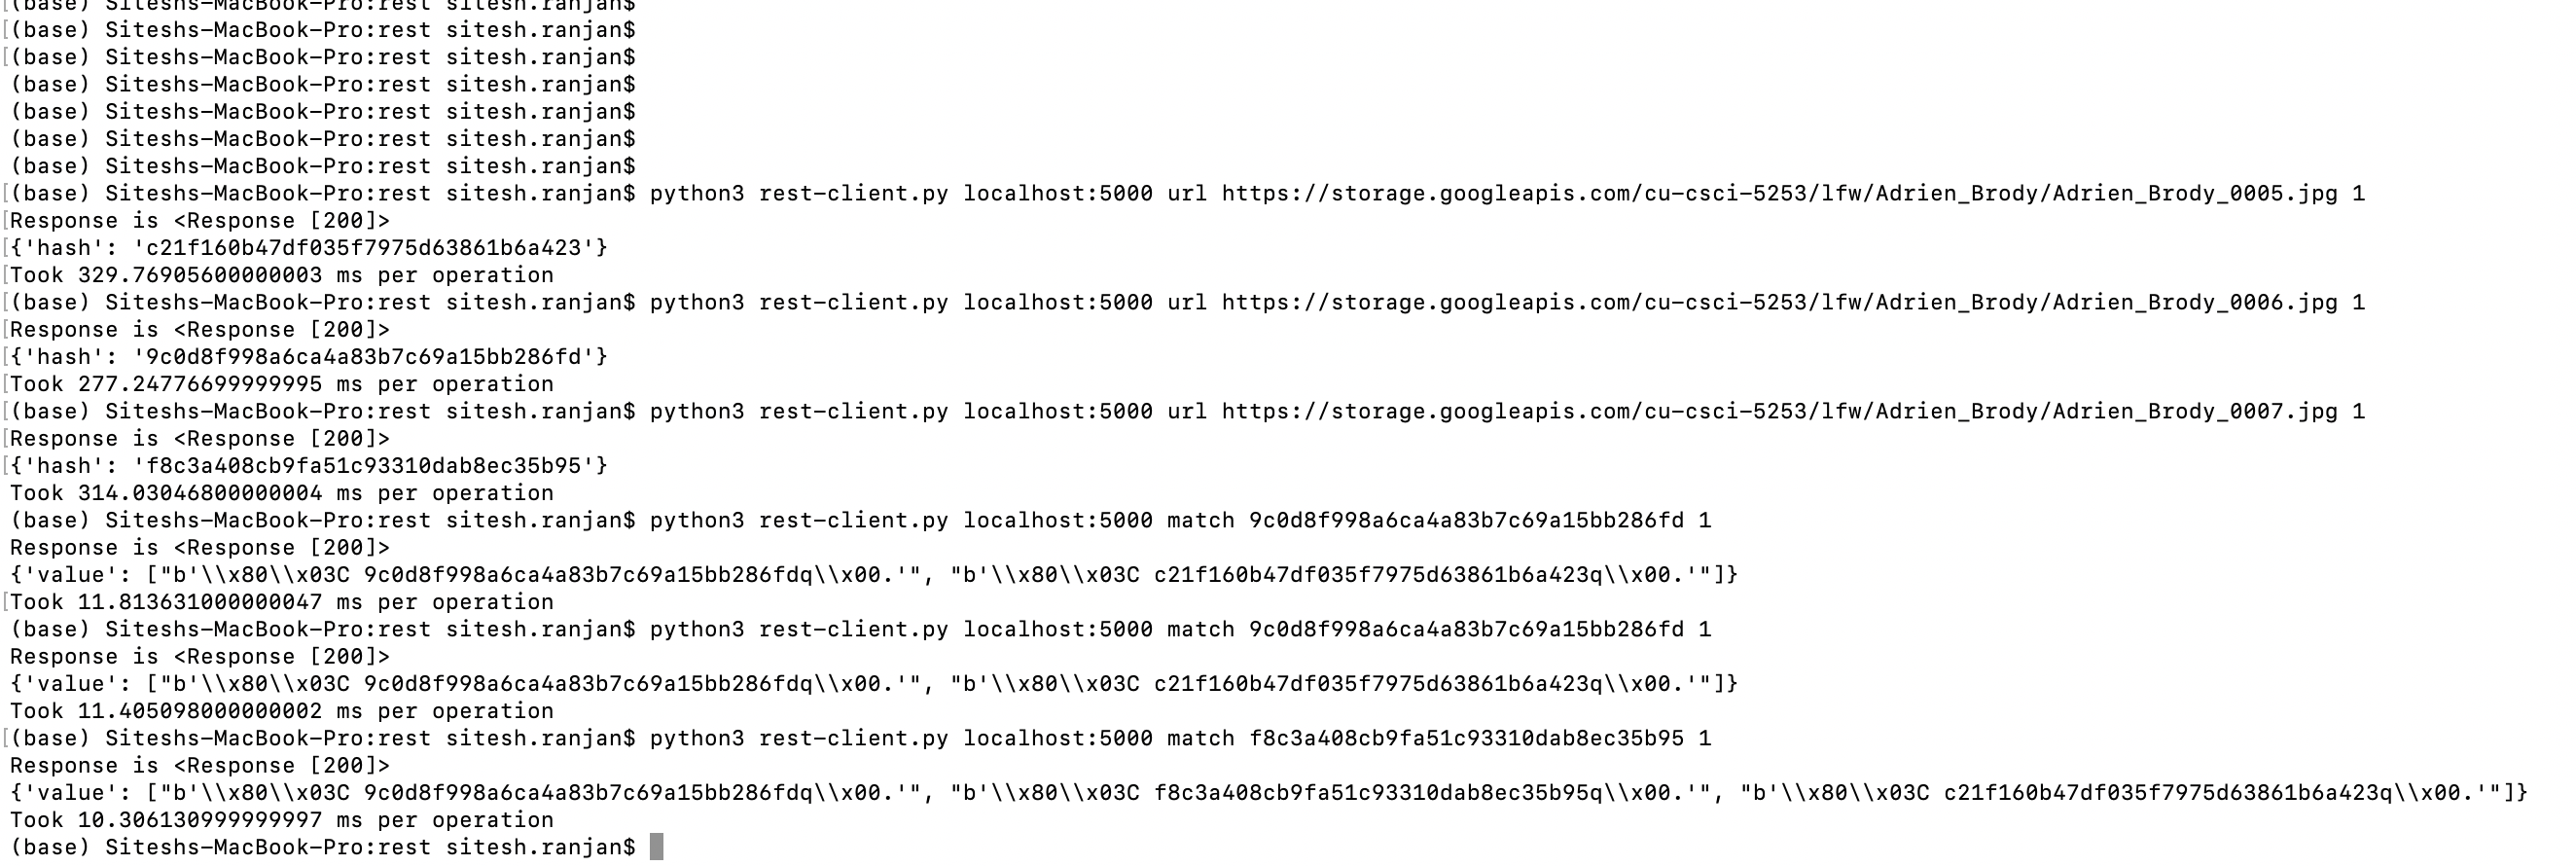 [(base) Siteshs-MacBook-Pro:rest sitesh.ranjan$
[(base) Siteshs-MacBook-Pro:rest sitesh.ranjan$
[(base) Siteshs-MacBook-Pro:rest sitesh.ranjan$
(base) Siteshs-MacBook-Pro:rest sitesh.ranjan$
(base) Siteshs-MacBook-Pro:rest sitesh.ranjan$
(base) Siteshs-MacBook-Pro:rest sitesh.ranjan$
(base) Siteshs-MacBook-Pro:rest sitesh.ranjan$
[(base) Siteshs-MacBook-Pro:rest sitesh.ranjan$ python3 rest-client.py localhost:5000 url https://storage.googleapis.com/cu-csci-5253/lfw/Adrien_Brody/Adrien_Brody_0005.jpg 1
[Response is <Response [200]>
[{'hash': 'c21f160b47df035f7975d63861b6a423'}
[Took 329.76905600000003 ms per operation
[(base) Siteshs-MacBook-Pro:rest sitesh.ranjan$ python3 rest-client.py localhost:5000 url https://storage.googleapis.com/cu-csci-5253/lfw/Adrien_Brody/Adrien_Brody_0006.jpg 1
[Response is <Response [200]>
[{'hash': '9c0d8f998a6ca4a83b7c69a15bb286fd'}
[Took 277.24776699999995 ms per operation
[(base) Siteshs-MacBook-Pro:rest sitesh.ranjan$ python3 rest-client.py localhost:5000 url https://storage.googleapis.com/cu-csci-5253/lfw/Adrien_Brody/Adrien_Brody_0007.jpg 1
[Response is <Response [200]>
[{'hash': 'f8c3a408cb9fa51c93310dab8ec35b95'}
Took 314.03046800000004 ms per operation
(base) Siteshs-MacBook-Pro:rest sitesh.ranjan$ python3 rest-client.py localhost:5000 match 9c0d8f998a6ca4a83b7c69a15bb286fd 1
Response is <Response [200]>
{'value': ["b'\\x80\\x03C 9c0d8f998a6ca4a83b7c69a15bb286fdq\\x00.'", "b'\\x80\\x03C c21f160b47df035f7975d63861b6a423q\\x00.'"]}
[Took 11.813631000000047 ms per operation
(base) Siteshs-MacBook-Pro:rest sitesh.ranjan$ python3 rest-client.py localhost:5000 match 9c0d8f998a6ca4a83b7c69a15bb286fd 1
Response is <Response [200]>
{'value': ["b'\\x80\\x03C 9c0d8f998a6ca4a83b7c69a15bb286fdq\\x00.'", "b'\\x80\\x03C c21f160b47df035f7975d63861b6a423q\\x00.'"]}
Took 11.405098000000002 ms per operation
[(base) Siteshs-MacBook-Pro:rest sitesh.ranjan$ python3 rest-client.py localhost:5000 match f8c3a408cb9fa51c93310dab8ec35b95 1
Response is <Response [200]>
{'value': ["b'\\x80\\x03C 9c0d8f998a6ca4a83b7c69a15bb286fdq\\x00.'", "b'\\x80\\x03C f8c3a408cb9fa51c93310dab8ec35b95q\\x00.'", "b'\\x80\\x03C c21f160b47df035f7975d63861b6a423q\\x00.'"]}
Took 10.306130999999997 ms per operation
(base) Siteshs-MacBook-Pro:rest sitesh.ranjan$